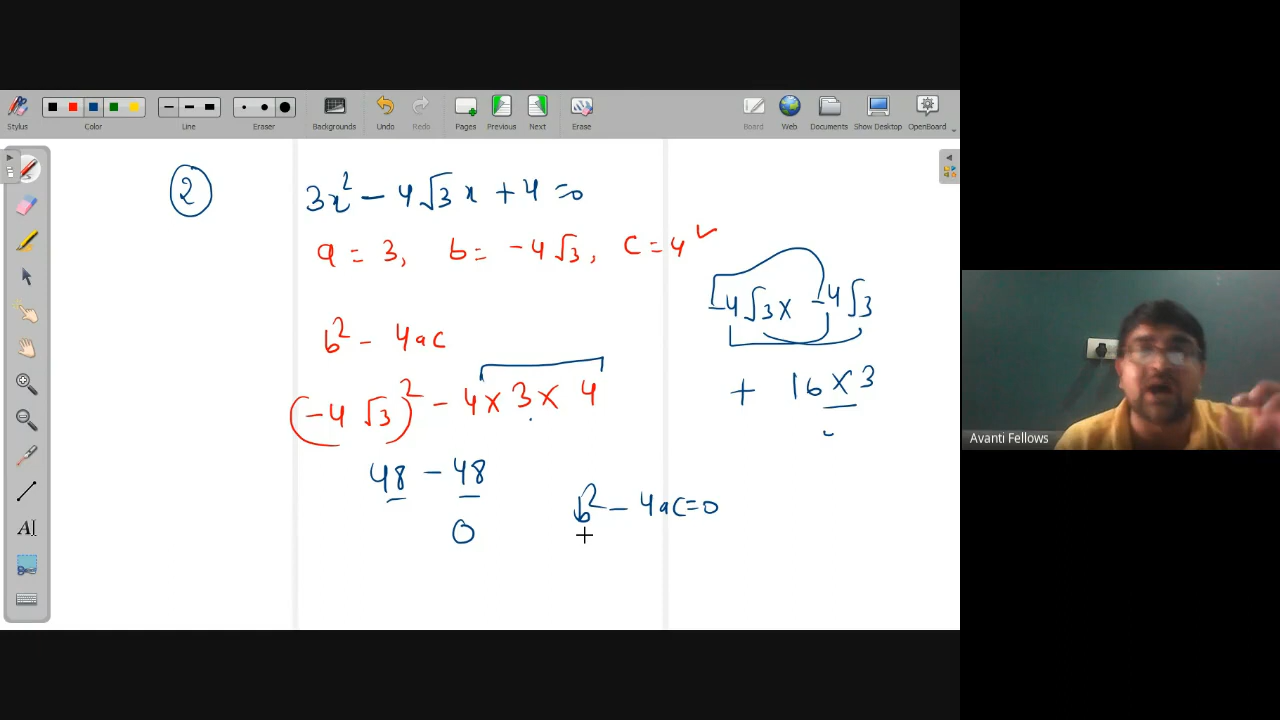 Stylus Color Line Eraser Backgrounds Undo Redo Pages Previous Next Erase Board Web Documents Show Desktop OpenBoard
② 3x² - 4√3 x + 4 = 0
a = 3, b = -4√3, c = 4 ✓
-4√3 x -4√3
b² - 4ac
+ 16 x 3
(-4 √3)² - 4 x 3 x 4
48 - 48
b² - 4ac = 0
0
Avanti Fellows